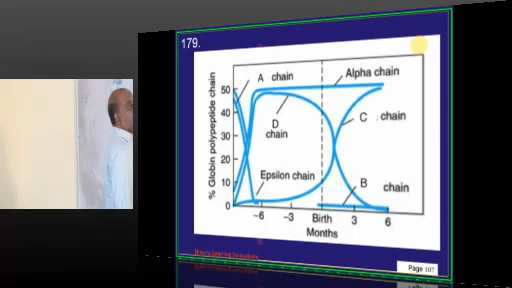 179.
A chain
Alpha chain
50
40
30
20
10
0
% Globin polypeptide chain
D
chain
C chain
Epsilon chain
B chain
-6
-3
Birth
3
6
Months
Page 107